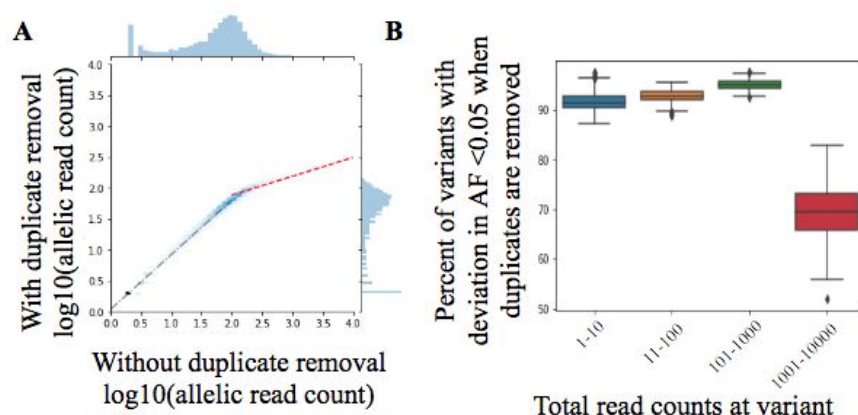 A
With duplicate removal
log10(allelic read count)
4.0
3.5
3.0
2.5
2.0
1.5
1.0
0.5
0.0
0.0 0.5 1.0 1.5 2.0 2.5 3.0 3.5 4.0
Without duplicate removal
log10(allelic read count)
B
Percent of variants with
deviation in AF <0.05 when
duplicates are removed
90
80
70
60
50
1-10
11-100
101-1000
1001-10000
Total read counts at variant